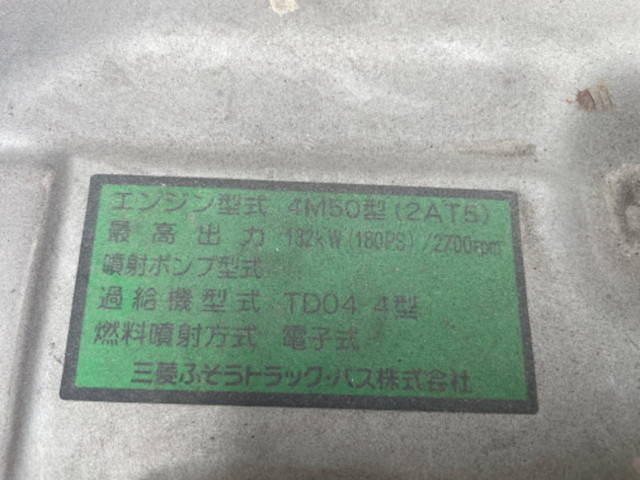 エンジン型式 4M50型(2AT5)
最高出力 132kW(180PS)/2700rpm
噴射ポンプ型式
過給機型式 TD04 4型
燃料噴射方式 電子式
三菱ふそうトラック・バス株式会社